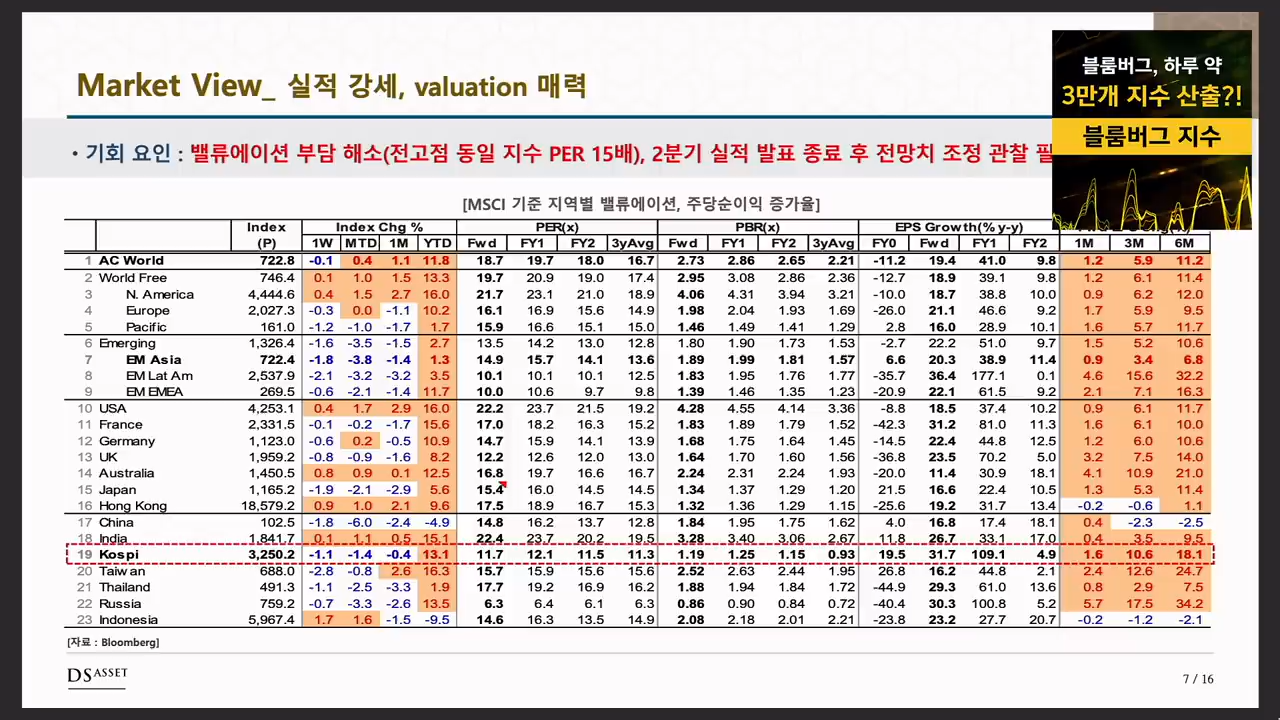 Market View_ 실적 강세, valuation 매력
블룸버그, 하루 약
3만개 지수 산출?!
블룸버그 지수
• 기회 요인 : 밸류에이션 부담 해소(전고점 동일 지수 PER 15배), 2분기 실적 발표 종료 후 전망치 조정 관찰 필
[MSCI 기준 지역별 밸류에이션, 주당순이익 증가율]
Index Index Chg % PER(x) PBR(x) EPS Growth(% y-y)
(P) 1W MTD 1M YTD Fwd FY1 FY2 3yAvg Fwd FY1 FY2 3yAvg FY0 Fwd FY1 FY2 1M 3M 6M
1 AC World 722.8 -0.1 0.4 1.1 11.8 18.7 19.7 18.0 16.7 2.73 2.86 2.65 2.21 -11.2 19.4 41.0 9.8 1.2 5.9 11.2
2 World Free 746.4 0.1 1.0 1.5 13.3 19.7 20.9 19.0 17.4 2.95 3.08 2.86 2.36 -12.7 18.9 39.1 9.8 1.2 6.1 11.4
3 N. America 4,444.6 0.4 1.5 2.7 16.0 21.7 23.1 21.0 18.9 4.06 4.31 3.94 3.21 -10.0 18.7 38.8 10.0 0.9 6.2 12.0
4 Europe 2,027.3 -0.3 0.0 -1.1 10.2 16.1 16.9 15.6 14.9 1.98 2.04 1.93 1.69 -26.0 21.1 46.6 9.2 1.7 5.9 9.5
5 Pacific 161.0 -1.2 -1.0 -1.7 1.7 15.9 16.6 15.1 15.0 1.46 1.49 1.41 1.29 2.8 16.0 28.9 10.1 1.6 5.7 11.7
6 Emerging 1,326.4 -1.6 -3.5 -1.5 2.7 13.5 14.2 13.0 12.8 1.80 1.90 1.73 1.53 -2.7 22.2 51.0 9.7 1.5 5.2 10.6
7 EM Asia 722.4 -1.8 -3.8 -1.4 1.3 14.9 15.7 14.1 13.6 1.89 1.99 1.81 1.57 6.6 20.3 38.9 11.4 0.9 3.4 6.8
8 EM Lat Am 2,537.9 -2.1 -3.2 -3.2 3.5 10.1 10.1 10.1 12.5 1.83 1.95 1.76 1.77 -35.7 36.4 177.1 0.1 4.6 15.6 32.2
9 EM EMEA 269.5 -0.6 -2.1 -1.4 11.7 10.0 10.6 9.7 9.8 1.39 1.46 1.35 1.23 -20.9 22.1 61.5 9.2 2.1 7.1 16.3
10 USA 4,253.1 0.4 1.7 2.9 16.0 22.2 23.7 21.5 19.2 4.28 4.55 4.14 3.36 -8.8 18.5 37.4 10.2 0.9 6.1 11.7
11 France 2,331.5 -0.1 -0.2 -1.7 15.6 17.0 18.2 16.3 15.2 1.83 1.89 1.79 1.52 -42.3 31.2 81.0 11.3 1.6 6.1 10.0
12 Germany 1,123.0 -0.6 0.2 -0.5 10.9 14.7 15.9 14.1 13.9 1.68 1.75 1.64 1.45 -14.5 22.4 44.8 12.5 1.2 6.0 10.6
13 UK 1,959.2 -0.8 -0.9 -1.6 8.2 12.2 12.6 12.0 13.0 1.64 1.70 1.60 1.56 -36.8 23.5 70.2 5.0 3.2 7.5 14.0
14 Australia 1,450.5 0.8 0.9 0.1 12.5 16.8 19.7 16.6 16.7 2.24 2.31 2.24 1.93 -20.0 11.4 30.9 18.1 4.1 10.9 21.0
15 Japan 1,165.2 -1.9 -2.1 -2.9 5.6 15.4 16.0 14.5 14.5 1.34 1.37 1.29 1.20 21.5 16.6 22.4 10.5 1.3 5.3 11.4
16 Hong Kong 18,579.2 0.9 1.0 2.1 9.6 17.5 18.9 16.7 15.3 1.32 1.36 1.29 1.15 -25.6 19.2 31.7 13.4 -0.2 -0.6 1.1
17 China 102.5 -1.8 -6.0 -2.4 -4.9 14.8 16.2 13.7 12.8 1.84 1.95 1.75 1.62 4.0 16.8 17.4 18.1 0.4 -2.3 -2.5
18 India 1,841.7 0.1 1.1 0.5 15.1 22.4 23.7 20.2 19.5 3.28 3.40 3.06 2.67 11.8 26.7 33.1 17.0 0.4 3.5 9.5
19 Kospi 3,250.2 -1.1 -1.4 -0.4 13.1 11.7 12.1 11.5 11.3 1.19 1.25 1.15 0.93 19.5 31.7 109.1 4.9 1.6 10.6 18.1
20 Taiwan 688.0 -2.8 -0.8 2.6 16.3 15.7 15.9 15.6 15.6 2.52 2.63 2.44 1.95 26.8 16.2 44.8 2.1 2.4 12.6 24.7
21 Thailand 491.3 -1.1 -2.5 -3.3 1.9 17.7 19.2 16.9 16.2 1.88 1.94 1.84 1.72 -44.9 29.3 61.0 13.6 0.8 2.9 7.5
22 Russia 759.2 -0.7 -3.3 -2.6 13.5 6.3 6.4 6.1 6.3 0.86 0.90 0.84 0.72 -40.4 30.3 100.8 5.2 5.7 17.5 34.2
23 Indonesia 5,967.4 1.7 1.6 -1.5 -9.5 14.6 16.3 13.5 14.9 2.08 2.18 2.01 2.21 -23.8 23.2 27.7 20.7 -0.2 -1.2 -2.1
[자료 : Bloomberg]
DS ASSET
7 / 16